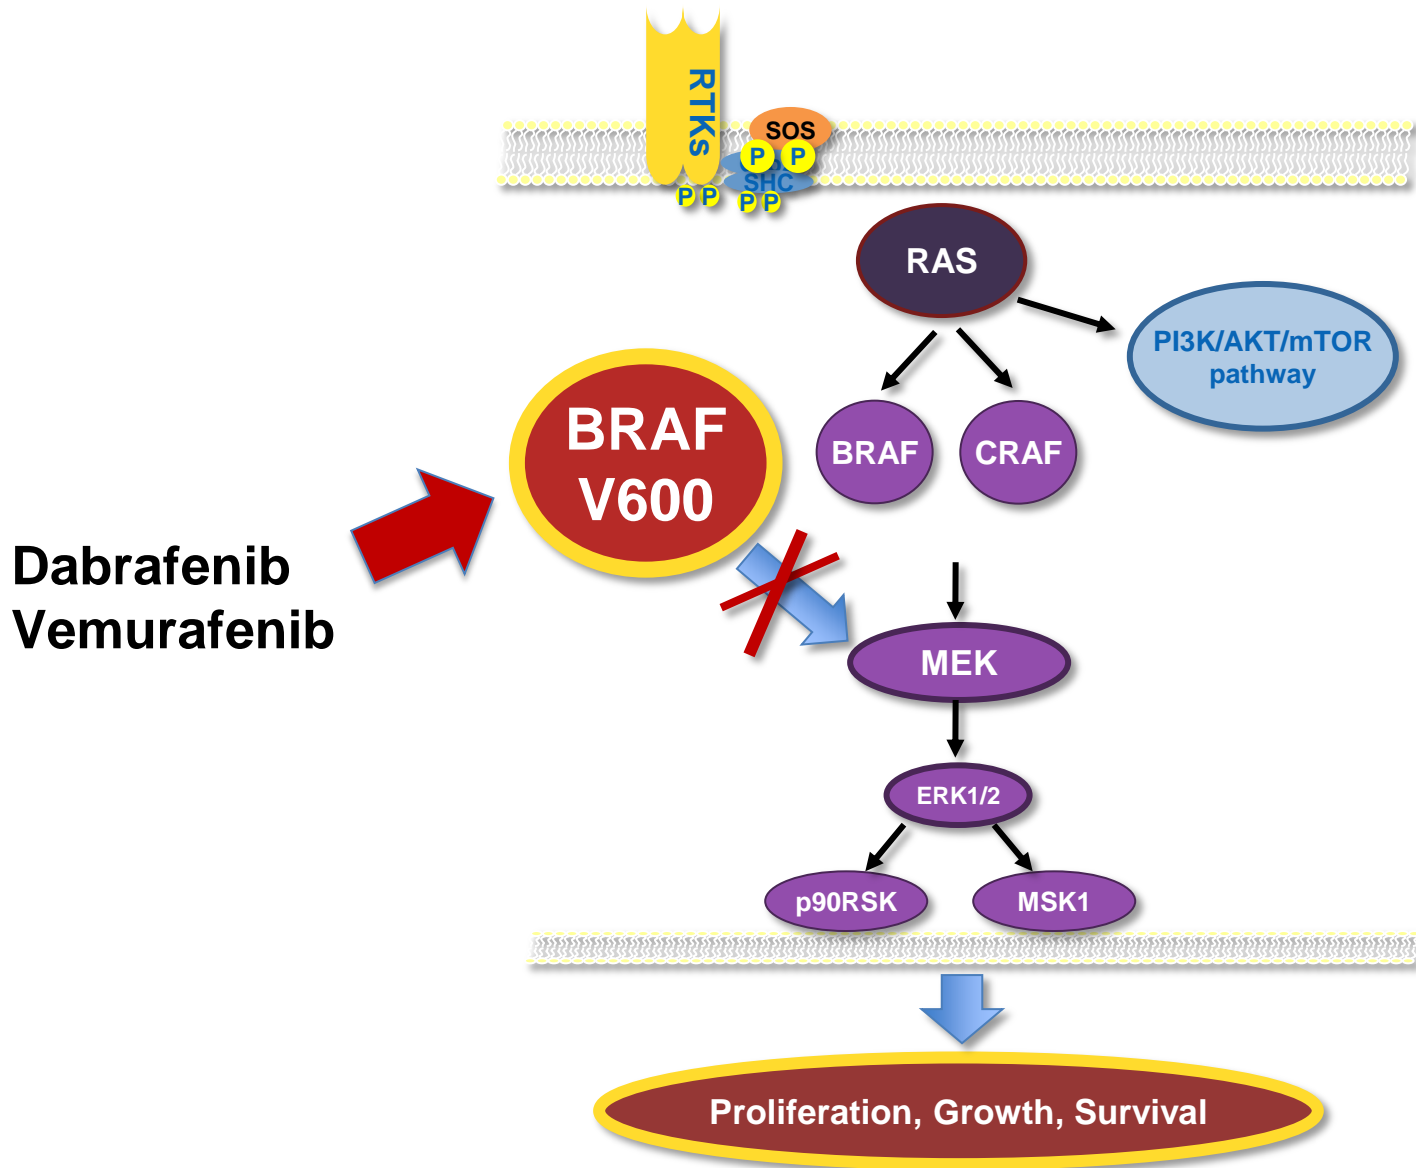 RTKs
SOS
P P
SHC
P P
P P
RAS
PI3K/AKT/mTOR
pathway
BRAF
V600
BRAF
CRAF
Dabrafenib
Vemurafenib
MEK
ERK1/2
p90RSK
MSK1
Proliferation, Growth, Survival